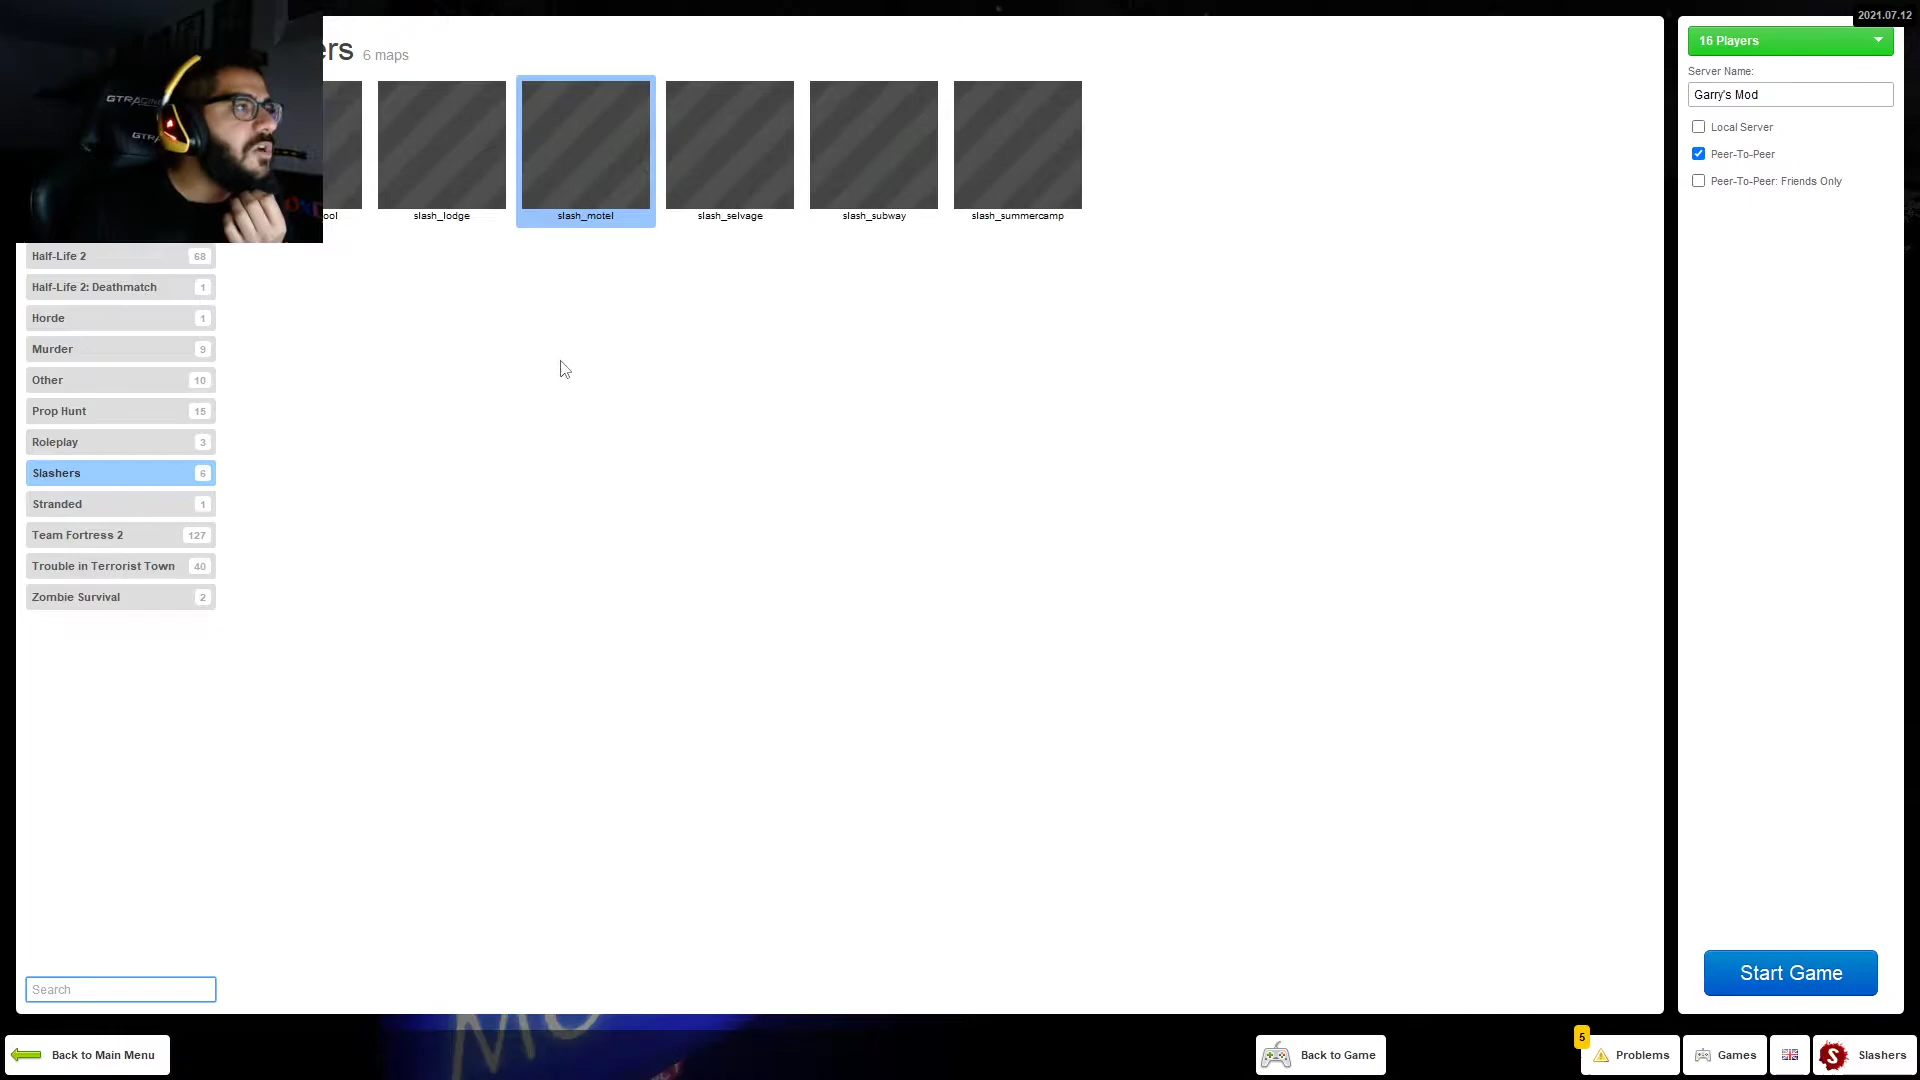 2021.07.12
ers 6 maps
ool
slash_lodge
slash_motel
slash_selvage
slash_subway
slash_summercamp
Half-Life 2 68
Half-Life 2: Deathmatch 1
Horde 1
Murder 9
Other 10
Prop Hunt 15
Roleplay 3
Slashers 6
Stranded 1
Team Fortress 2 127
Trouble in Terrorist Town 40
Zombie Survival 2
Search
16 Players
Server Name:
Garry's Mod
Local Server
Peer-To-Peer
Peer-To-Peer: Friends Only
Start Game
Back to Main Menu
Back to Game
5
Problems
Games
S
Slashers